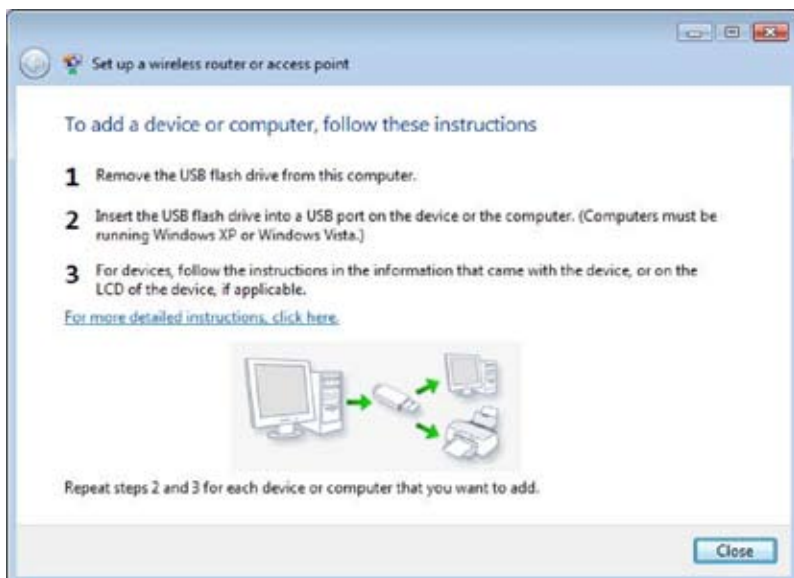 Set up a wireless router or access point
To add a device or computer, follow these instructions
1 Remove the USB flash drive from this computer.
2 Insert the USB flash drive into a USB port on the device or the computer. (Computers must be
running Windows XP or Windows Vista.)
3 For devices, follow the instructions in the information that came with the device, or on the
LCD of the device, if applicable.
For more detailed instructions, click here.
Repeat steps 2 and 3 for each device or computer that you want to add.
Close